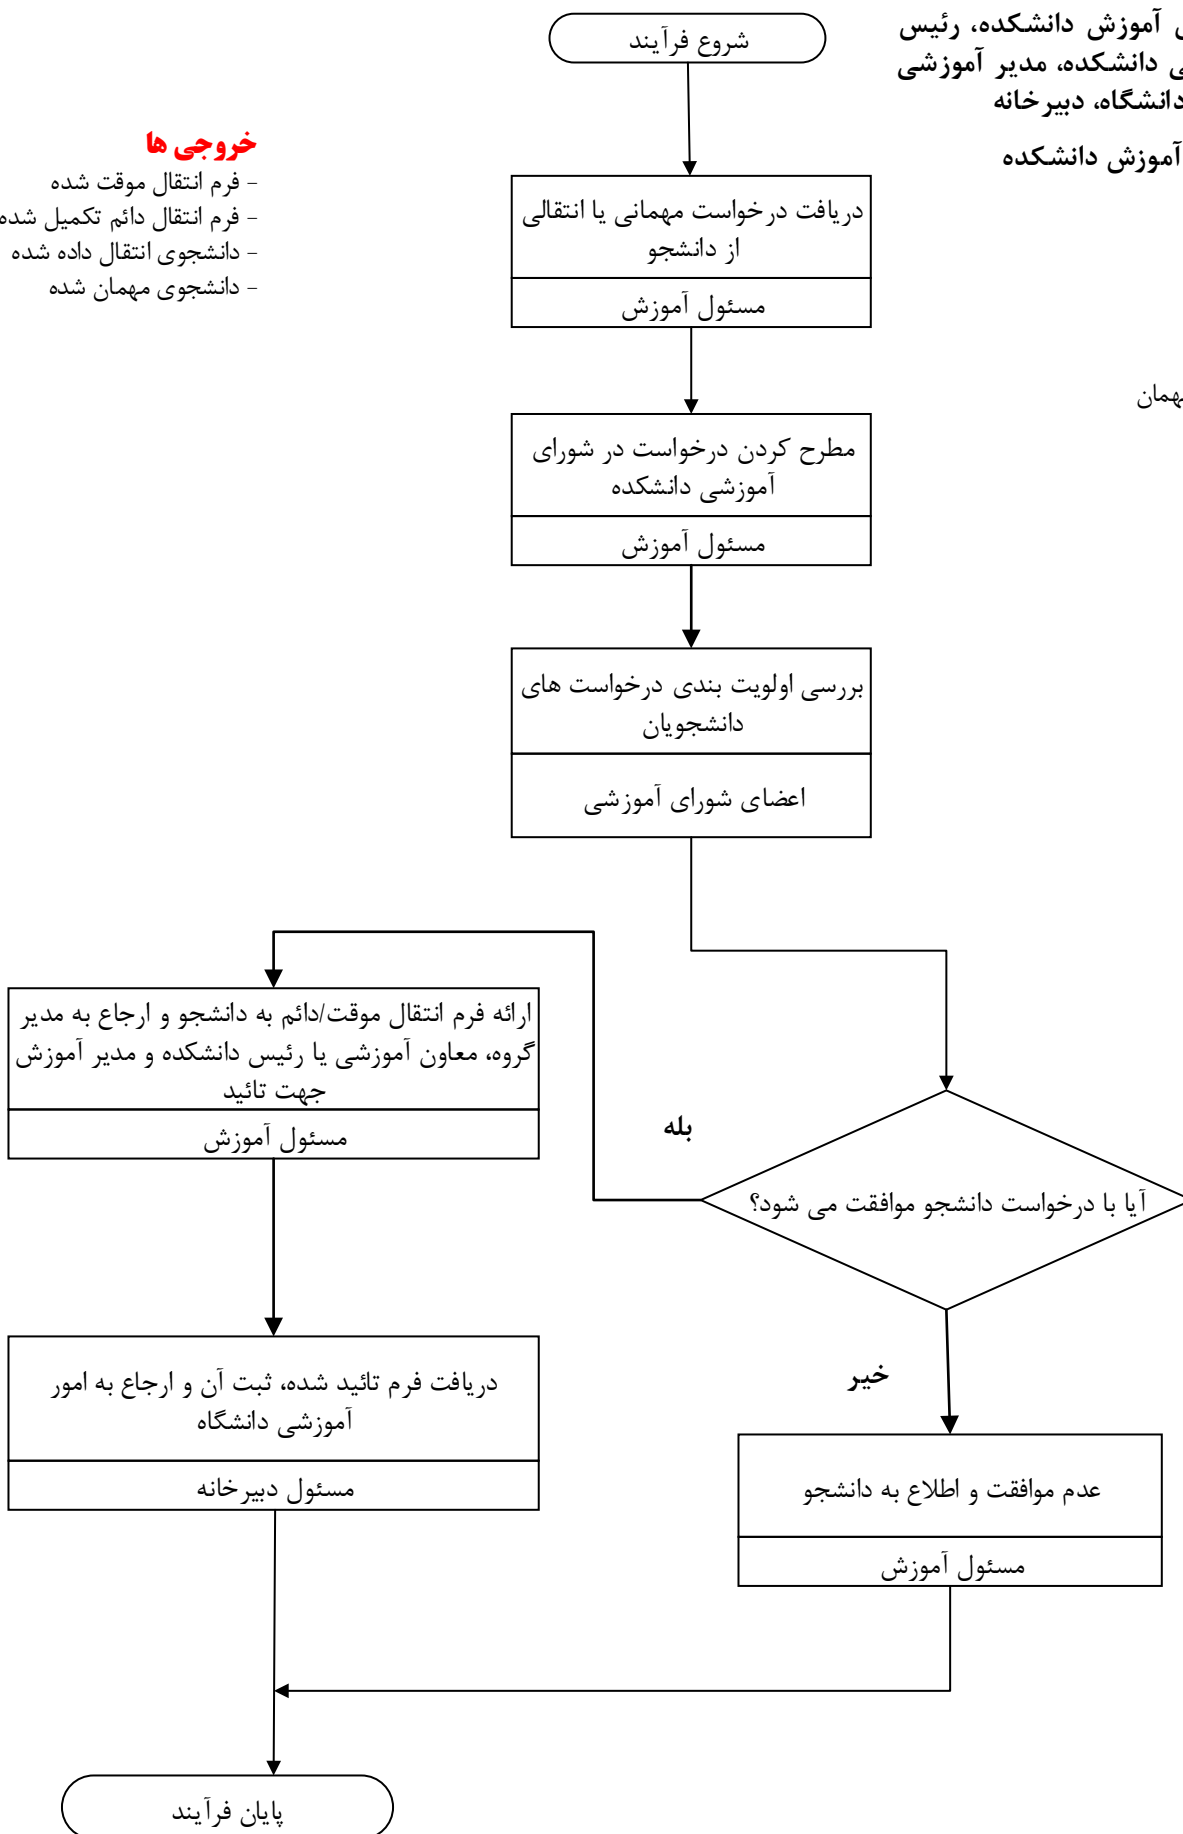 آموزش دانشکده، رئیس
دانشکده، مدیر آموزشی
دانشگاه، دبیرخانه
آموزش دانشکده
شروع فرآیند
خروجی ها
- فرم انتقال موقت شده
- فرم انتقال دائم تکمیل شده
- دانشجوی انتقال داده شده
- دانشجوی مهمان شده
دریافت درخواست مهمانی یا انتقالی
از دانشجو
مسئول آموزش
مطرح کردن درخواست در شورای
آموزشی دانشکده
مسئول آموزش
بررسی اولویت بندی درخواست های
دانشجویان
اعضای شورای آموزشی
آیا با درخواست دانشجو موافقت می شود؟
بله
ارائه فرم انتقال موقت/دائم به دانشجو و ارجاع به مدیر
گروه، معاون آموزشی یا رئیس دانشکده و مدیر آموزش
جهت تائید
مسئول آموزش
دریافت فرم تائید شده، ثبت آن و ارجاع به امور
آموزشی دانشگاه
مسئول دبیرخانه
خیر
عدم موافقت و اطلاع به دانشجو
مسئول آموزش
پایان فرآیند